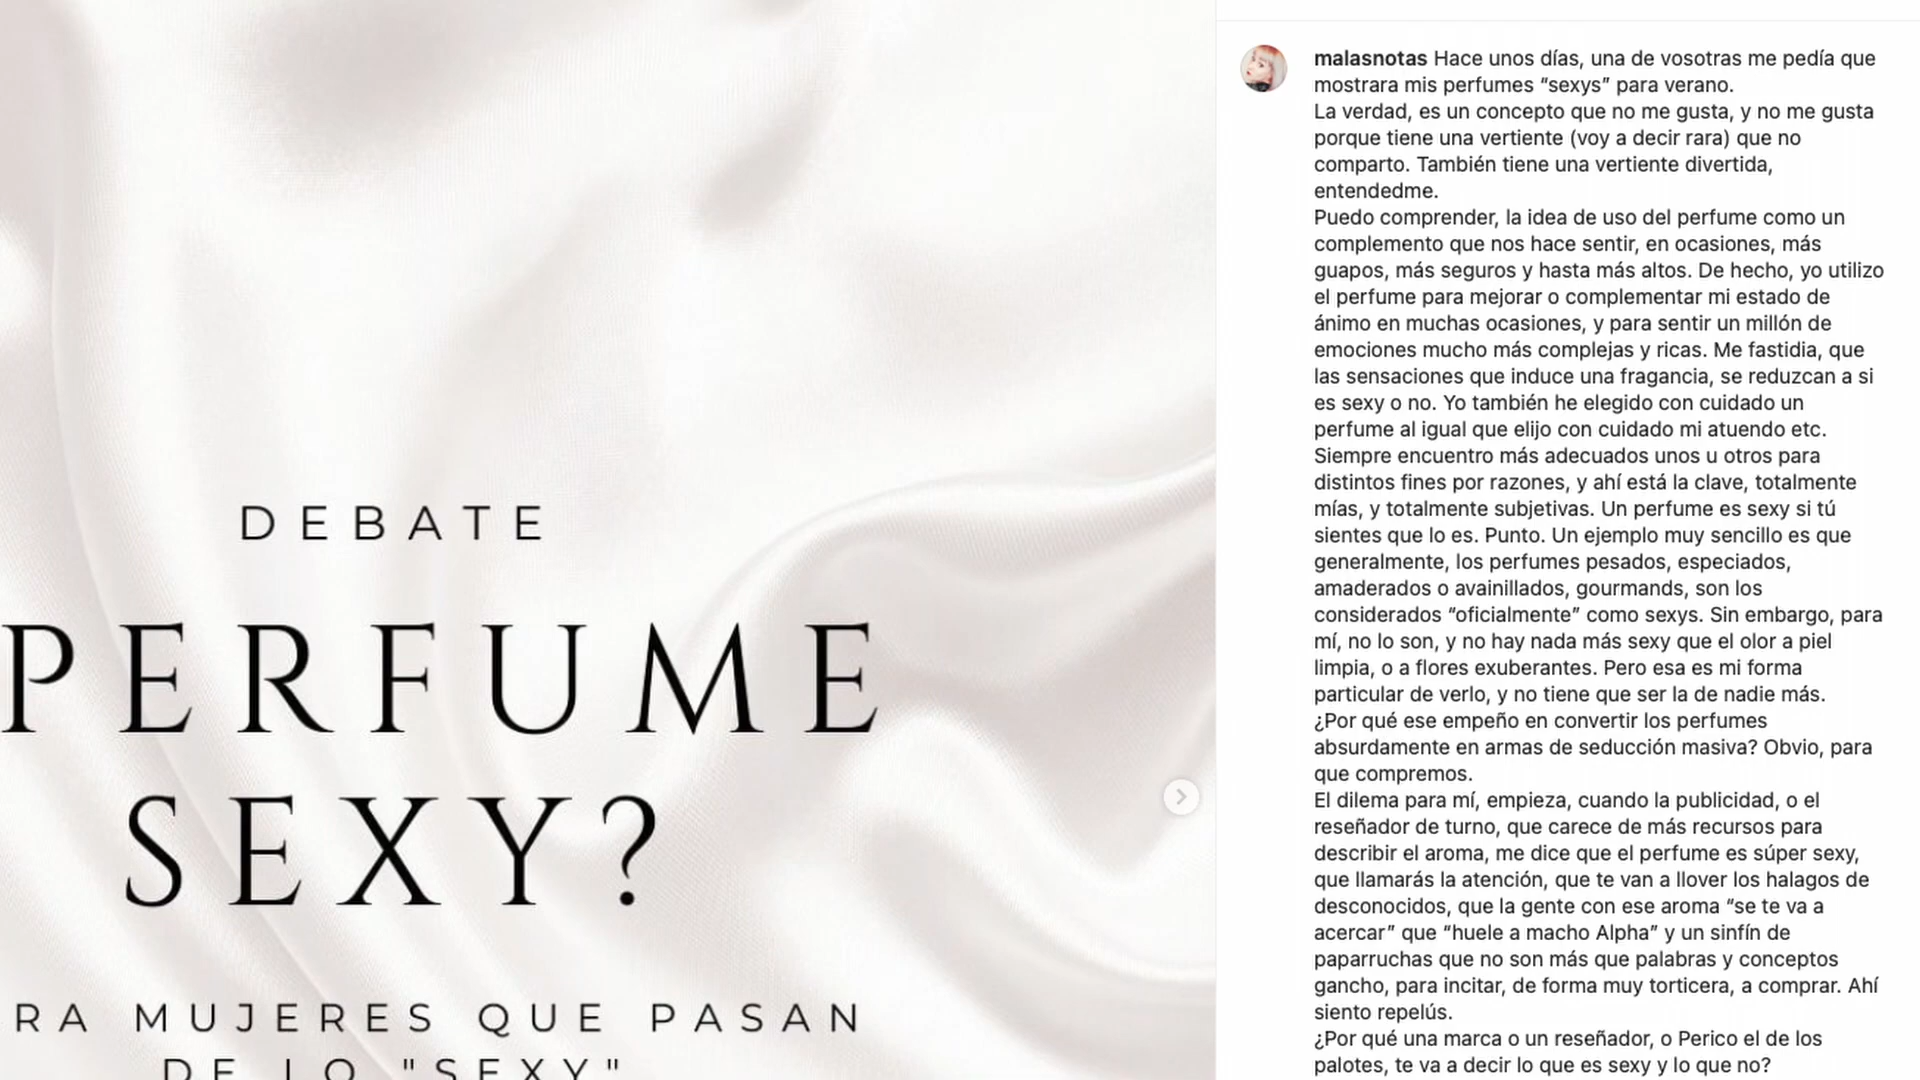 DEBATE
PERFUME
SEXY?
RA MUJERES QUE PASAN
DE LO "SEXY"
malasnotas Hace unos días, una de vosotras me pedía que
mostrara mis perfumes “sexys” para verano.
La verdad, es un concepto que no me gusta, y no me gusta
porque tiene una vertiente (voy a decir rara) que no
comparto. También tiene una vertiente divertida,
entendedme.
Puedo comprender, la idea de uso del perfume como un
complemento que nos hace sentir, en ocasiones, más
guapos, más seguros y hasta más altos. De hecho, yo utilizo
el perfume para mejorar o complementar mi estado de
ánimo en muchas ocasiones, y para sentir un millón de
emociones mucho más complejas y ricas. Me fastidia, que
las sensaciones que induce una fragancia, se reduzcan a si
es sexy o no. Yo también he elegido con cuidado un
perfume al igual que elijo con cuidado mi atuendo etc.
Siempre encuentro más adecuados unos u otros para
distintos fines por razones, y ahí está la clave, totalmente
mías, y totalmente subjetivas. Un perfume es sexy si tú
sientes que lo es. Punto. Un ejemplo muy sencillo es que
generalmente, los perfumes pesados, especiados,
amaderados o avainillados, gourmands, son los
considerados “oficialmente” como sexys. Sin embargo, para
mí, no lo son, y no hay nada más sexy que el olor a piel
limpia, o a flores exuberantes. Pero esa es mi forma
particular de verlo, y no tiene que ser la de nadie más.
¿Por qué ese empeño en convertir los perfumes
absurdamente en armas de seducción masiva? Obvio, para
que compremos.
El dilema para mí, empieza, cuando la publicidad, o el
reseñador de turno, que carece de más recursos para
describir el aroma, me dice que el perfume es súper sexy,
que llamarás la atención, que te van a llover los halagos de
desconocidos, que la gente con ese aroma “se te va a
acercar” que “huele a macho Alpha” y un sinfín de
paparruchas que no son más que palabras y conceptos
gancho, para incitar, de forma muy torticera, a comprar. Ahí
siento repelús.
¿Por qué una marca o un reseñador, o Perico el de los
palotes, te va a decir lo que es sexy y lo que no?